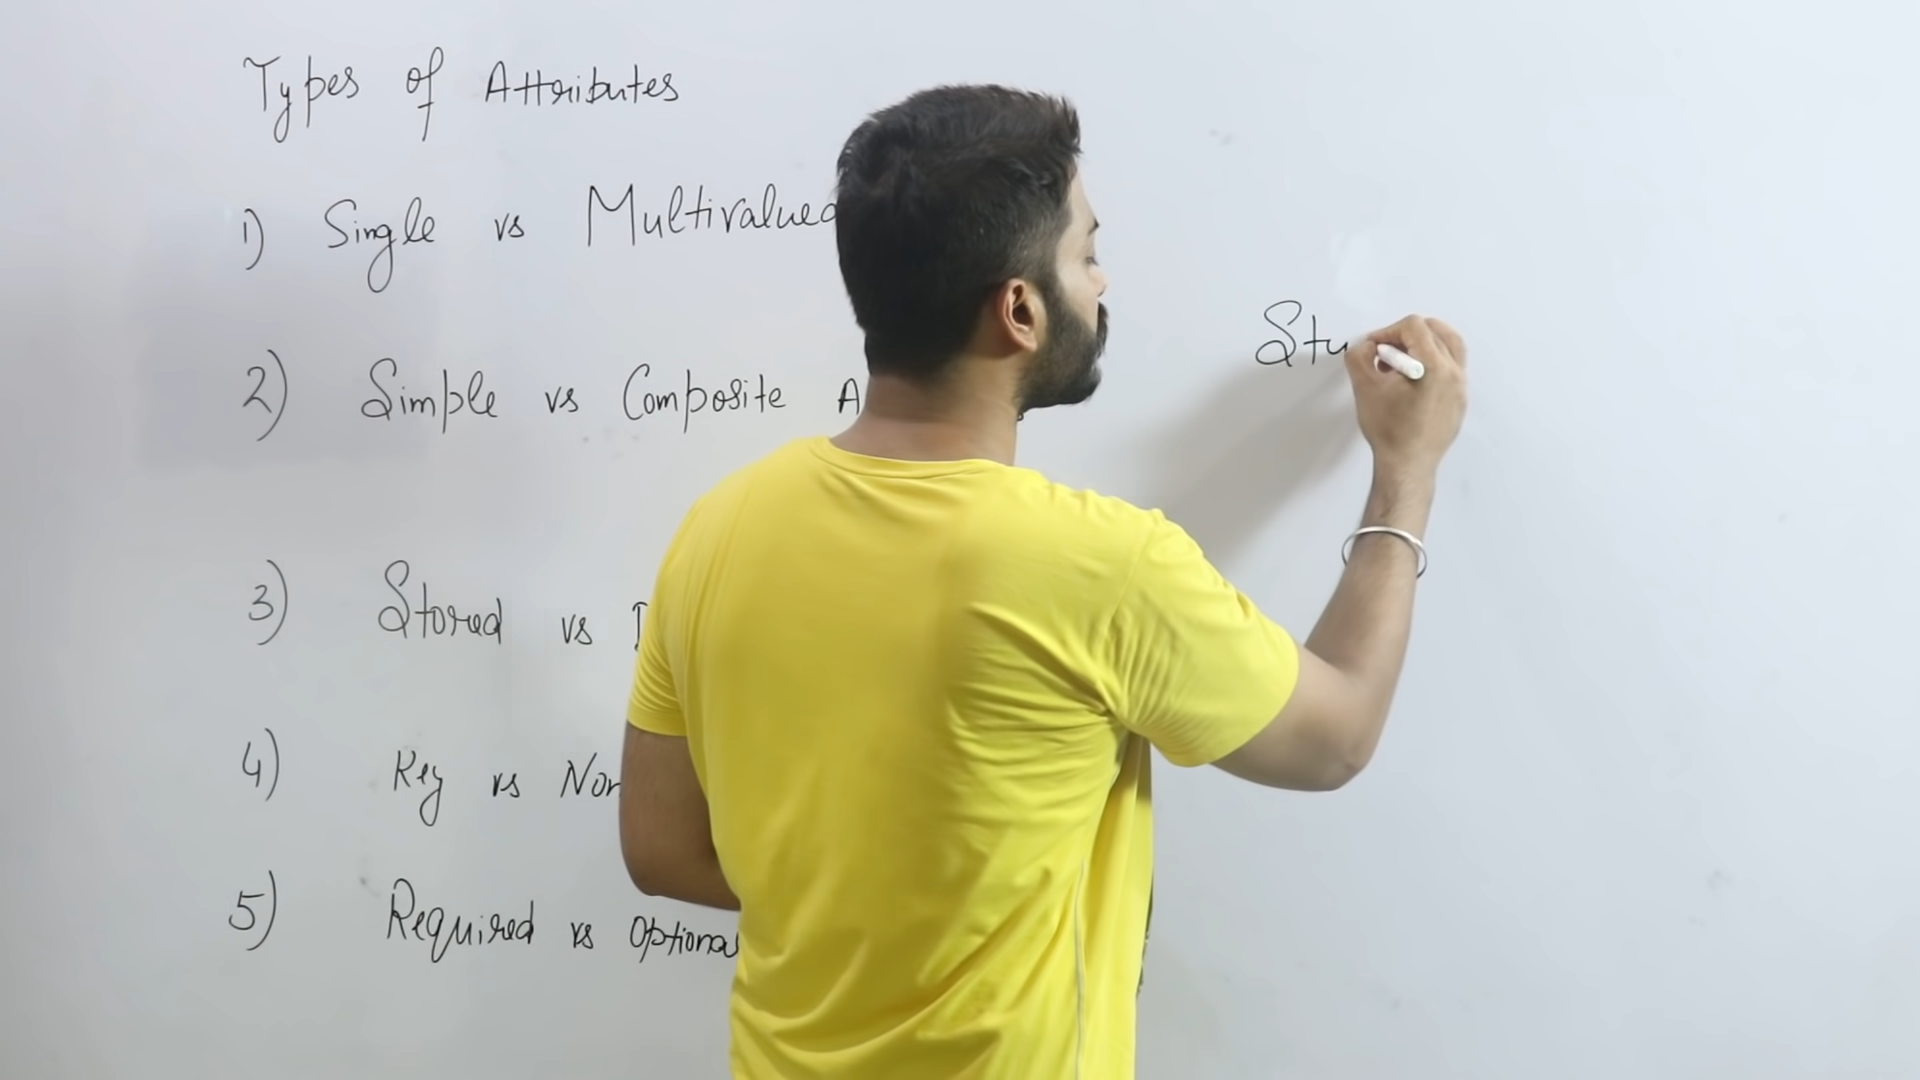 Types of Attributes
1) Single vs Multivalued
2) Simple vs Composite A
3) Stored vs
4) Key vs Non
5) Required vs Optional
Stu